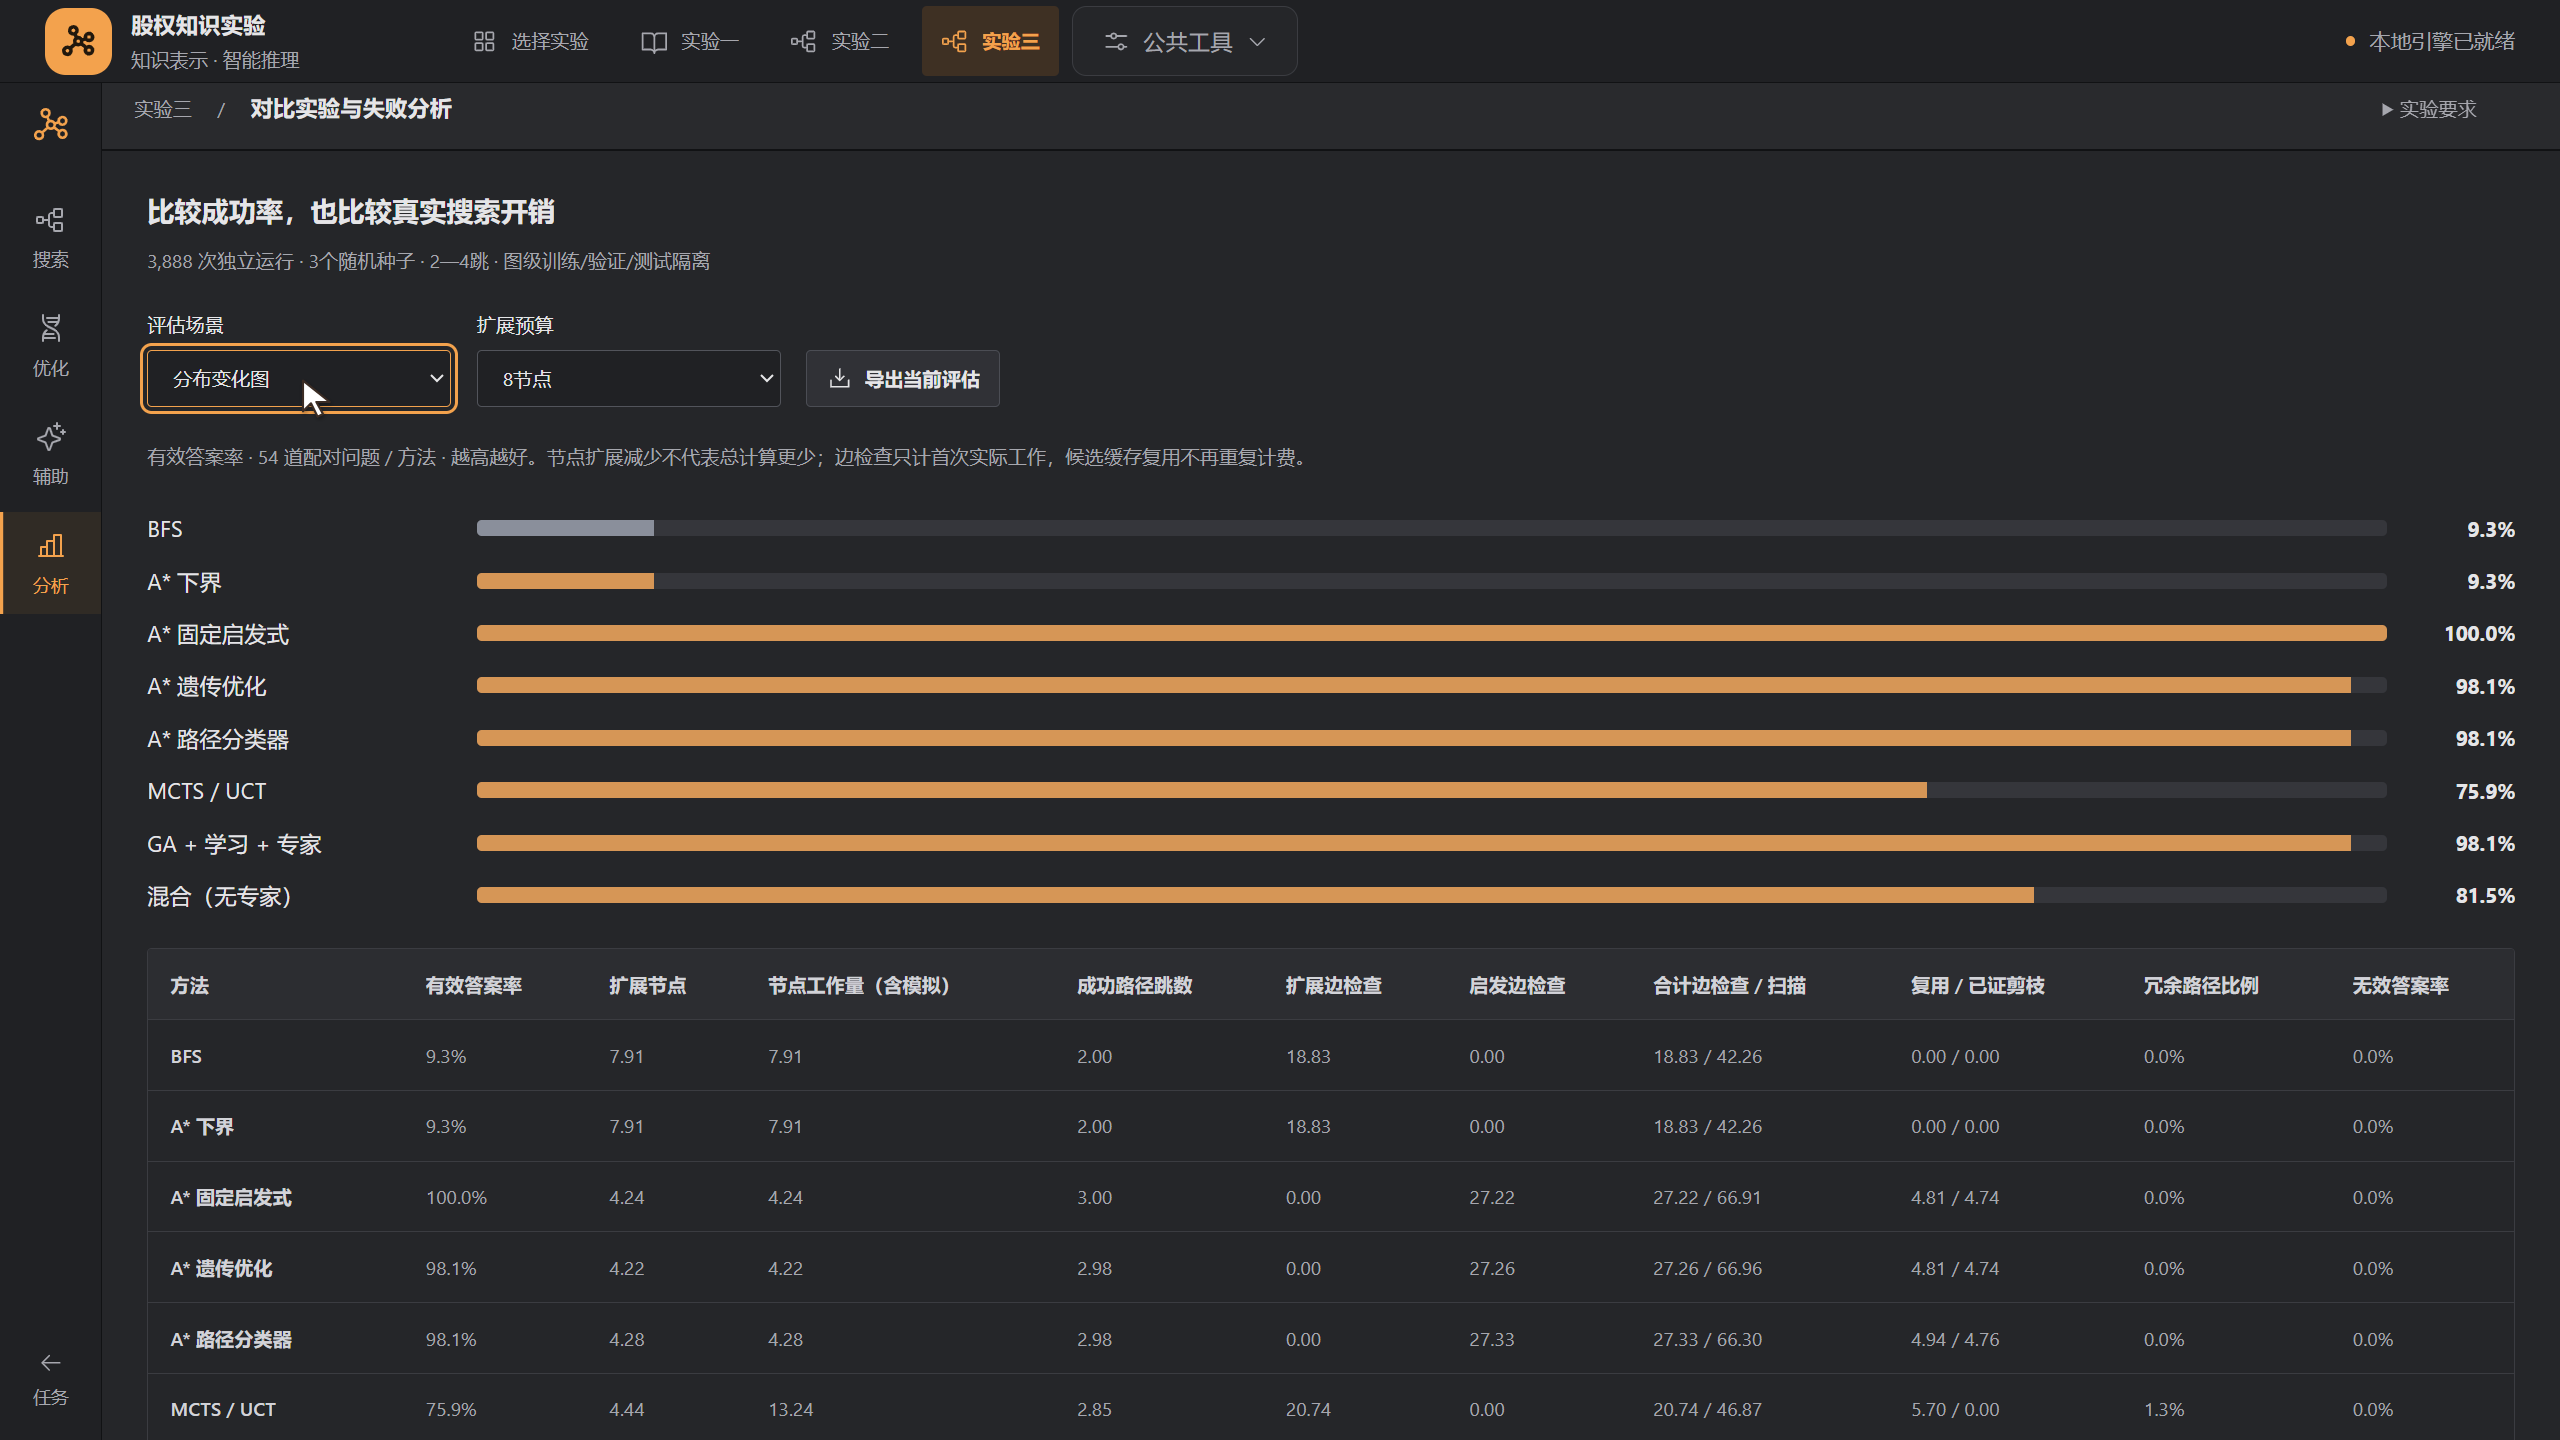 股权知识实验
知识表示 · 智能推理
选择实验
实验一
实验二
实验三
公共工具
本地引擎已就绪
实验三 / 对比实验与失败分析
▶ 实验要求
搜索
优化
辅助
分析
任务
比较成功率，也比较真实搜索开销
3,888 次独立运行 · 3个随机种子 · 2—4跳 · 图级训练/验证/测试隔离
评估场景 扩展预算
分布变化图 8节点 导出当前评估
有效答案率 · 54 道配对问题 / 方法 · 越高越好。节点扩展减少不代表总计算更少；边检查只计首次实际工作，候选缓存复用不再重复计费。
BFS 9.3%
A* 下界 9.3%
A* 固定启发式 100.0%
A* 遗传优化 98.1%
A* 路径分类器 98.1%
MCTS / UCT 75.9%
GA + 学习 + 专家 98.1%
混合（无专家） 81.5%
方法 有效答案率 扩展节点 节点工作量（含模拟） 成功路径跳数 扩展边检查 启发边检查 合计边检查 / 扫描 复用 / 已证剪枝 冗余路径比例 无效答案率
BFS 9.3% 7.91 7.91 2.00 18.83 0.00 18.83 / 42.26 0.00 / 0.00 0.0% 0.0%
A* 下界 9.3% 7.91 7.91 2.00 18.83 0.00 18.83 / 42.26 0.00 / 0.00 0.0% 0.0%
A* 固定启发式 100.0% 4.24 4.24 3.00 0.00 27.22 27.22 / 66.91 4.81 / 4.74 0.0% 0.0%
A* 遗传优化 98.1% 4.22 4.22 2.98 0.00 27.26 27.26 / 66.96 4.81 / 4.74 0.0% 0.0%
A* 路径分类器 98.1% 4.28 4.28 2.98 0.00 27.33 27.33 / 66.30 4.94 / 4.76 0.0% 0.0%
MCTS / UCT 75.9% 4.44 13.24 2.85 20.74 0.00 20.74 / 46.87 5.70 / 0.00 1.3% 0.0%